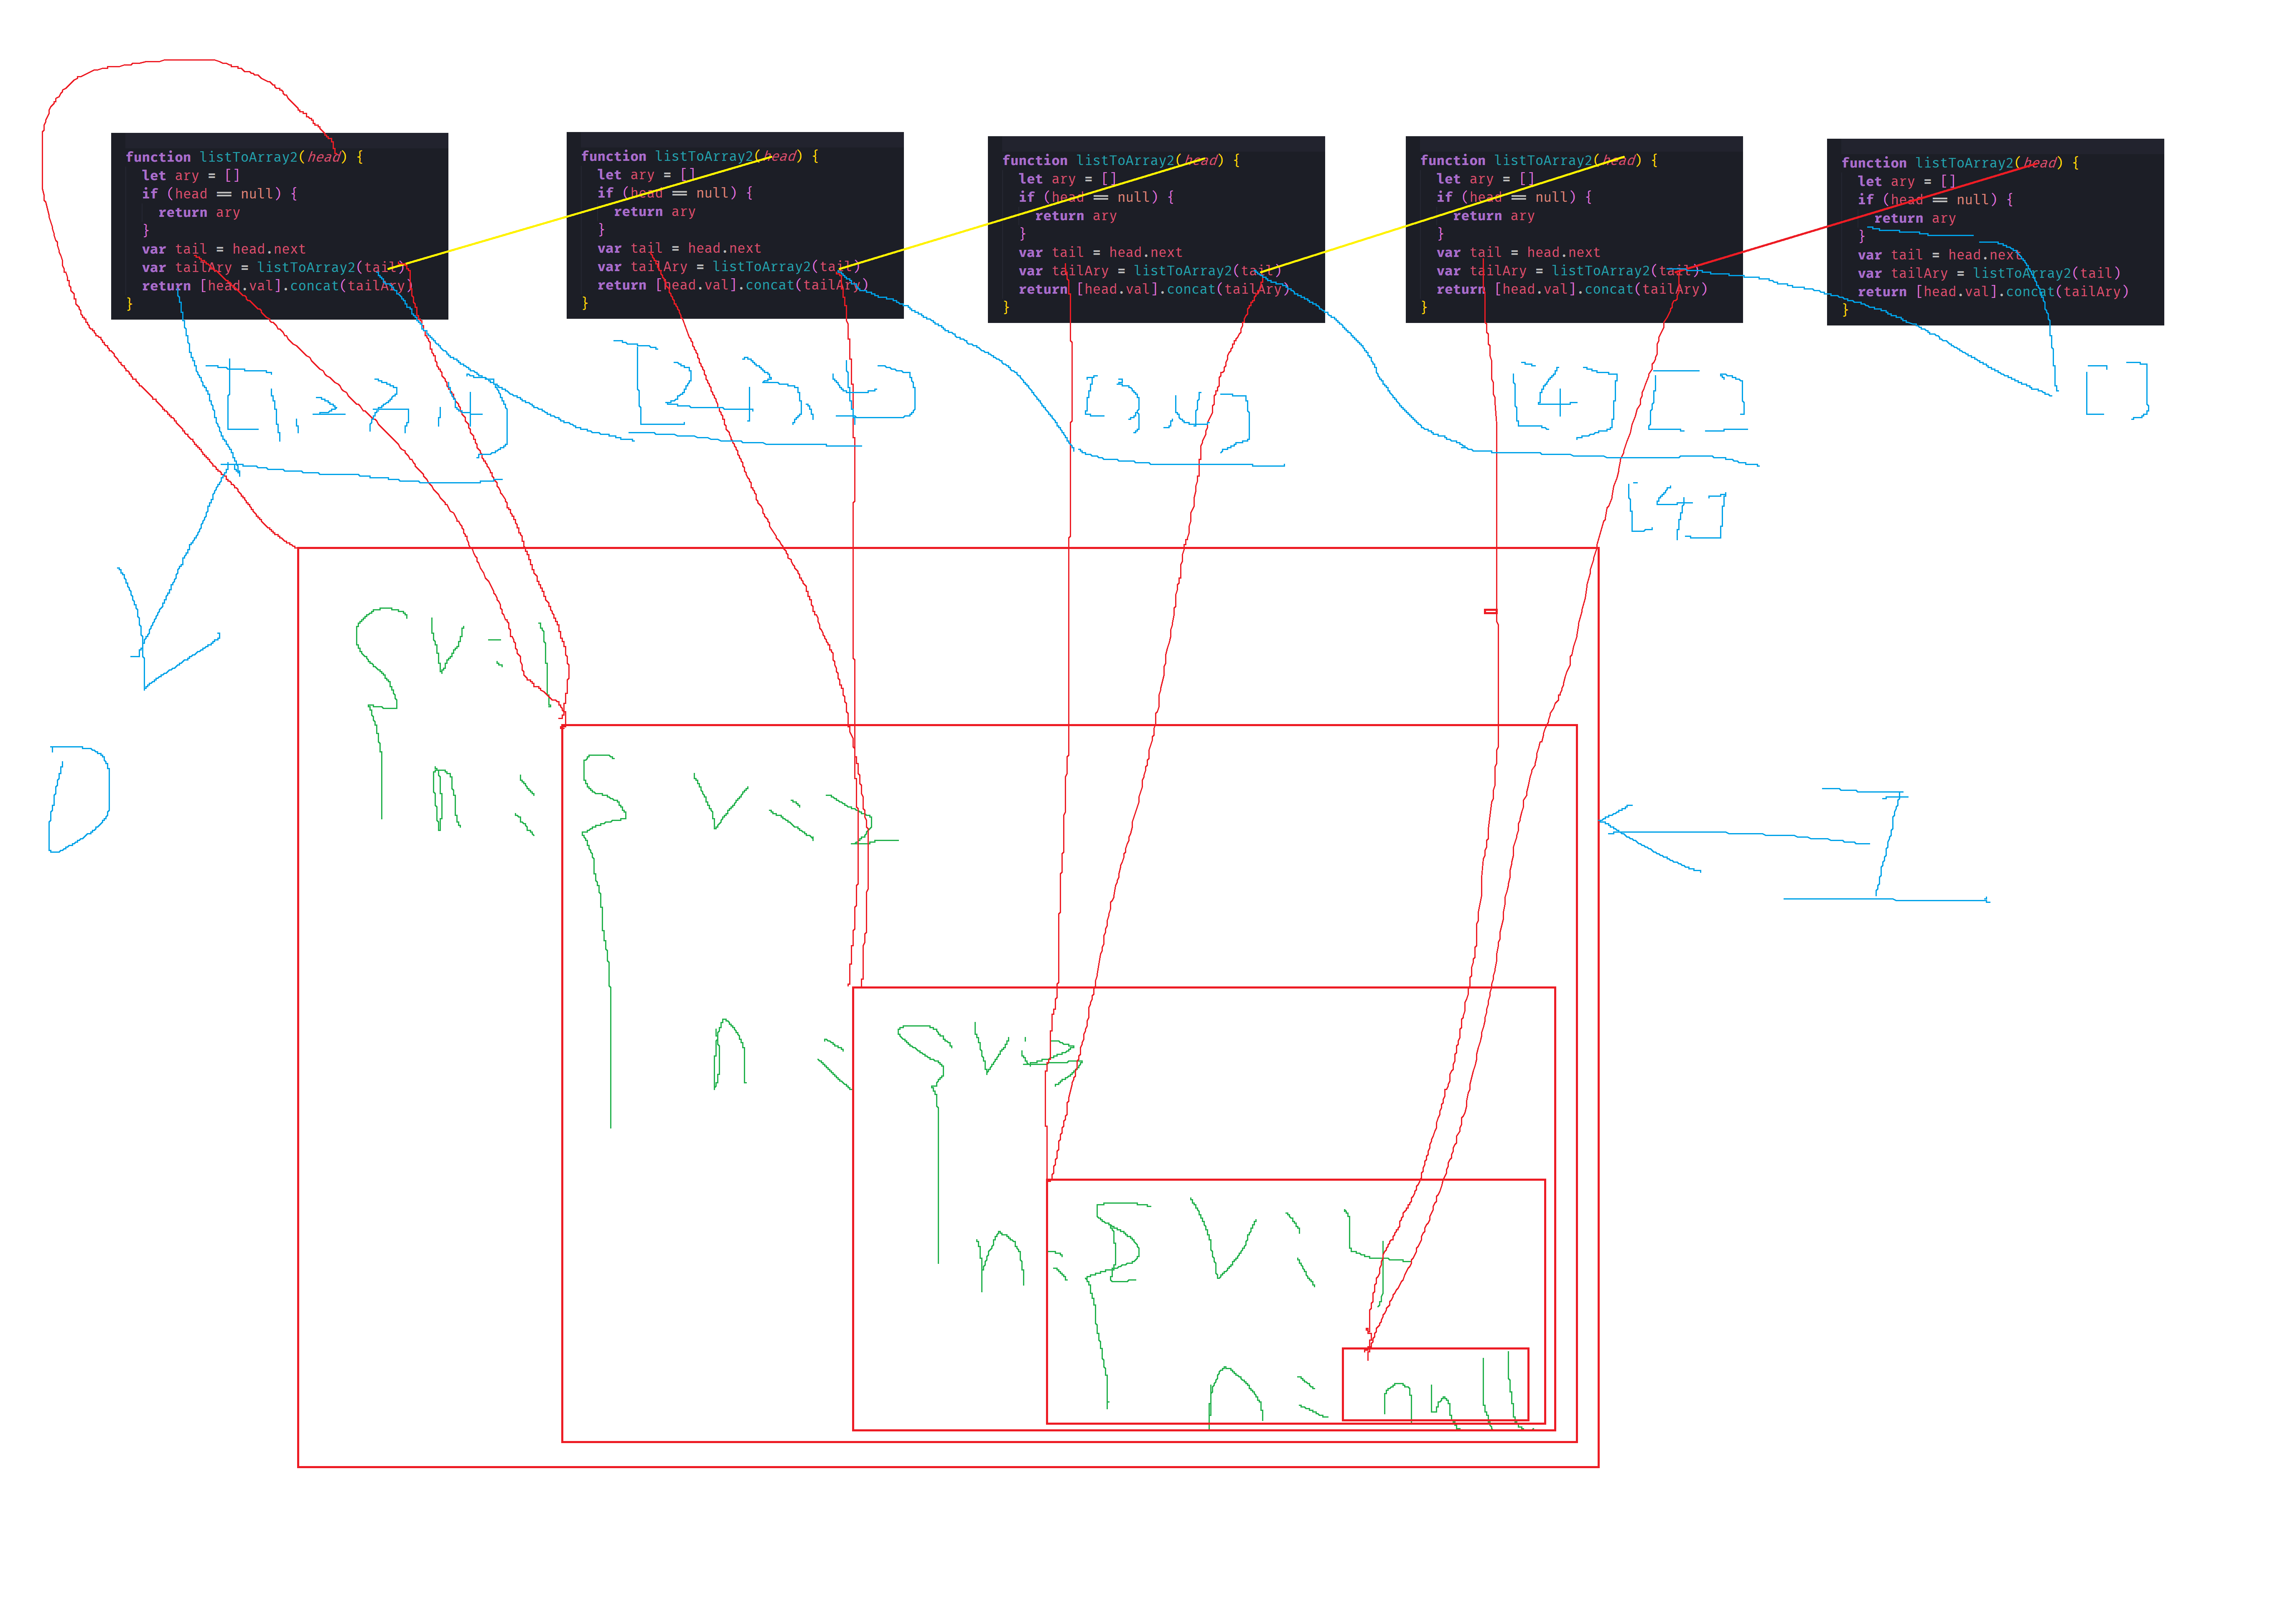 function listToArray2(head) {
let ary = []
if (head == null) {
return ary
}
var tail = head.next
var tailAry = listToArray2(tail)
return [head.val].concat(tailAry)
}
function listToArray2(head) {
let ary = []
if (head == null) {
return ary
}
var tail = head.next
var tailAry = listToArray2(tail)
return [head.val].concat(tailAry)
}
function listToArray2(head) {
let ary = []
if (head == null) {
return ary
}
var tail = head.next
var tailAry = listToArray2(tail)
return [head.val].concat(tailAry)
}
function listToArray2(head) {
let ary = []
if (head == null) {
return ary
}
var tail = head.next
var tailAry = listToArray2(tail)
return [head.val].concat(tailAry)
}
function listToArray2(head) {
let ary = []
if (head == null) {
return ary
}
var tail = head.next
var tailAry = listToArray2(tail)
return [head.val].concat(tailAry)
}
[1,2,3,4]
[2,3,4]
[3,4]
[4] []
[]
[4]
{ v: 1
n: { v: 2
n: { v: 3
n: { v: 4
n: null
D
I